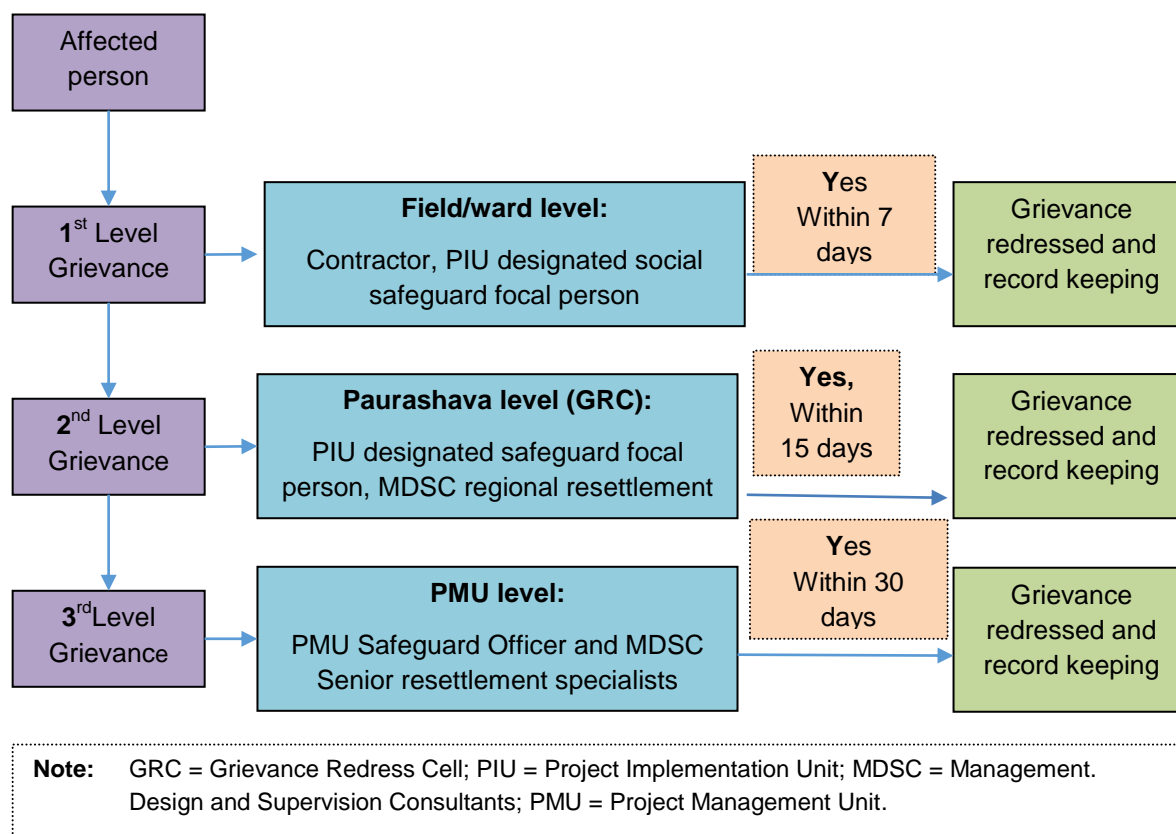 Affected
person
1st Level
Grievance
Field/ward level:
Contractor, PIU designated social
safeguard focal person
Yes
Within 7
days
Grievance
redressed and
record keeping
2nd Level
Grievance
Paurashava level (GRC):
PIU designated safeguard focal
person, MDSC regional resettlement
Yes,
Within
15 days
Grievance
redressed and
record keeping
3rdLevel
Grievance
PMU level:
PMU Safeguard Officer and MDSC
Senior resettlement specialists
Yes
Within 30
days
Grievance
redressed and
record keeping
Note: GRC = Grievance Redress Cell; PIU = Project Implementation Unit; MDSC = Management.
Design and Supervision Consultants; PMU = Project Management Unit.